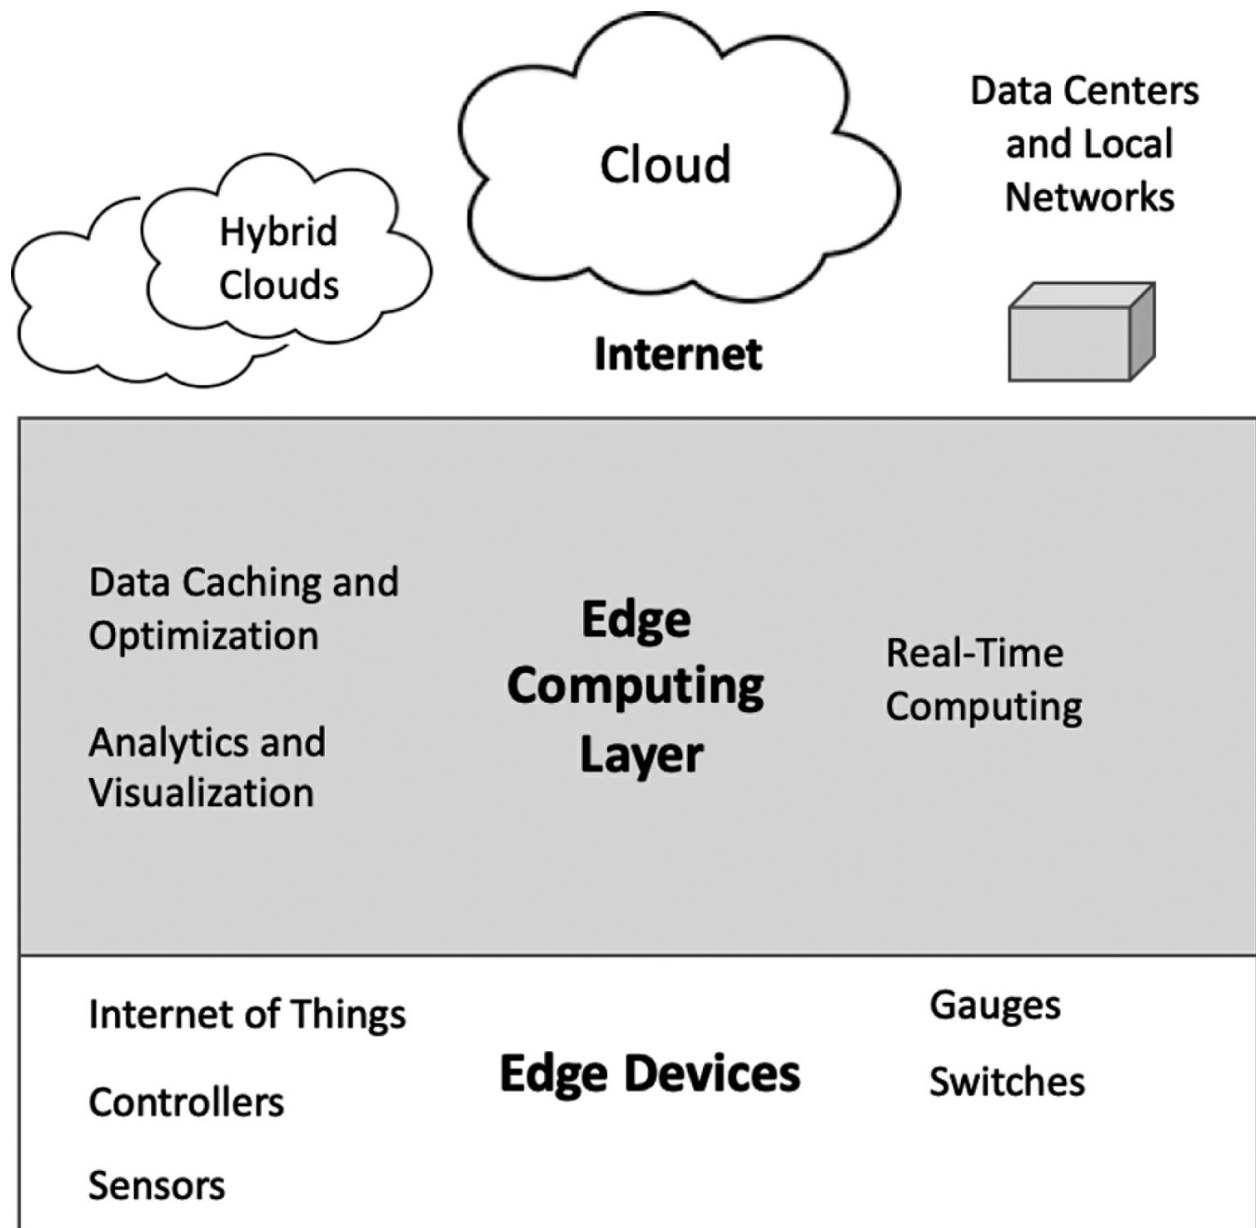 Cloud
Data Centers
and Local
Networks
Hybrid
Clouds
Internet
Data Caching and
Optimization
Analytics and
Visualization
Edge
Computing
Layer
Real-Time
Computing
Internet of Things
Controllers
Sensors
Edge Devices
Gauges
Switches